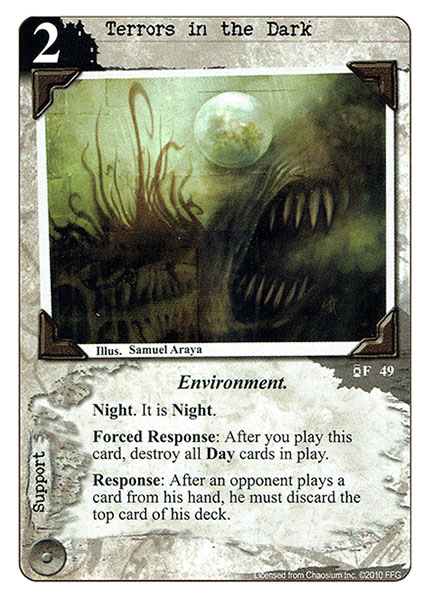 2
Terrors in the Dark
Illus. Samuel Araya
F 49
Environment.
Night. It is Night.
Forced Response: After you play this
card, destroy all Day cards in play.
Response: After an opponent plays a
card from his hand, he must discard the
top card of his deck.
Support
Licensed from Chaosium Inc. ©2010 FFG